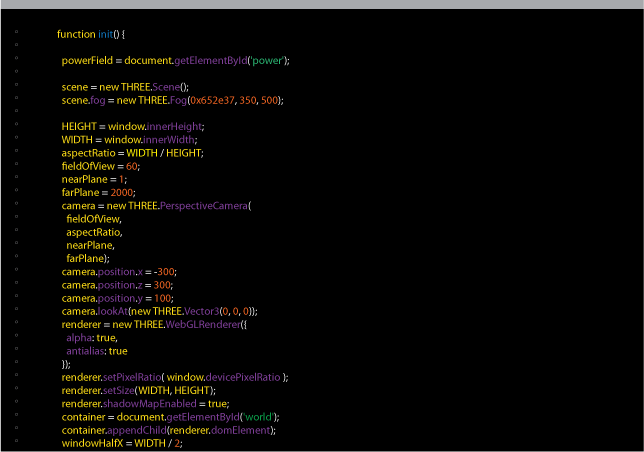 function init() {
powerField = document.getElementById('power');
scene = new THREE.Scene();
scene.fog = new THREE.Fog(0x652e37, 350, 500);
HEIGHT = window.innerHeight;
WIDTH = window.innerWidth;
aspectRatio = WIDTH / HEIGHT;
fieldOfView = 60;
nearPlane = 1;
farPlane = 2000;
camera = new THREE.PerspectiveCamera(
fieldOfView,
aspectRatio,
nearPlane,
farPlane);
camera.position.x = -300;
camera.position.z = 300;
camera.position.y = 100;
camera.lookAt(new THREE.Vector3(0, 0, 0));
renderer = new THREE.WebGLRenderer({
alpha: true,
antialias: true
});
renderer.setPixelRatio( window.devicePixelRatio );
renderer.setSize(WIDTH, HEIGHT);
renderer.shadowMapEnabled = true;
container = document.getElementById('world');
container.appendChild(renderer.domElement);
windowHalfX = WIDTH / 2;